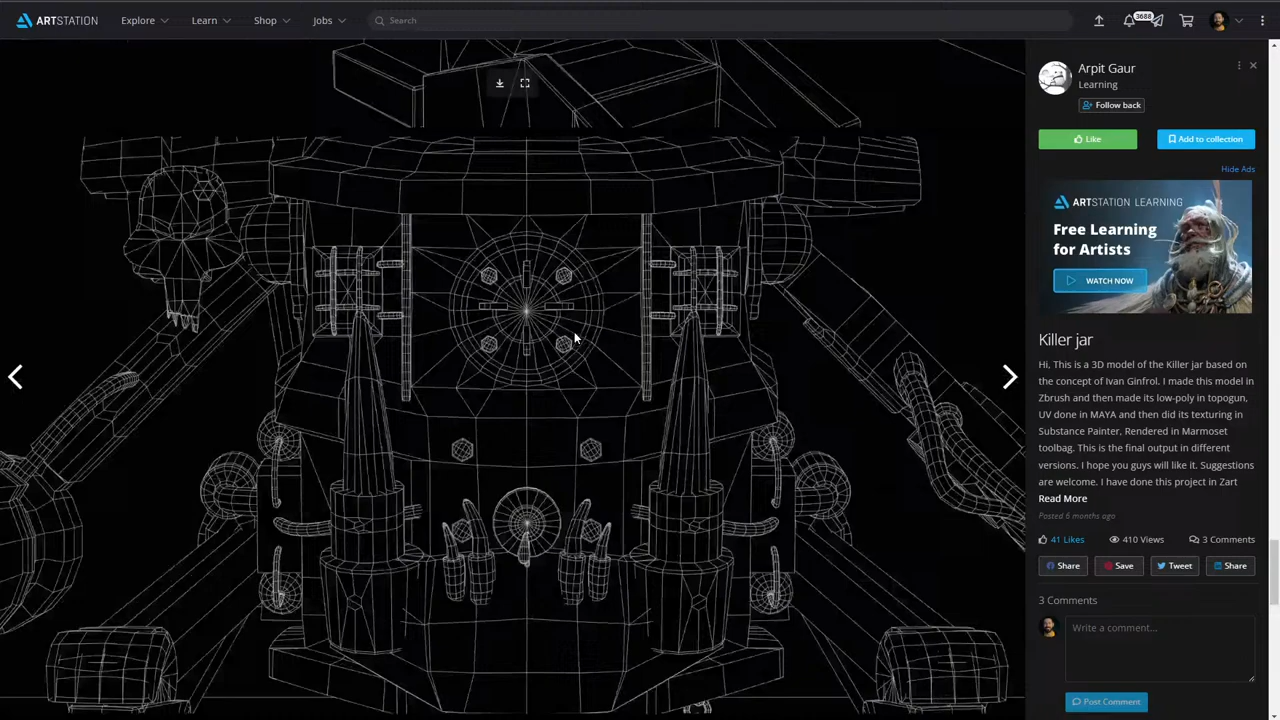 ARTSTATION
Explore
Learn
Shop
Jobs
Search
3688
Arpit Gaur
Learning
Follow back
Like
Add to collection
Hide Ads
ARTSTATION LEARNING
Free Learning
for Artists
WATCH NOW
Killer jar
Hi, This is a 3D model of the Killer jar based on
the concept of Ivan Ginfrol. I made this model in
Zbrush and then made its low-poly in topogun,
UV done in MAYA and then did its texturing in
Substance Painter, Rendered in Marmoset
toolbag. This is the final output in different
versions. I hope you guys will like it. Suggestions
are welcome. I have done this project in Zart
Read More
Posted 6 months ago
41 Likes
410 Views
3 Comments
Share
Save
Tweet
Share
3 Comments
Write a comment...
Post Comment